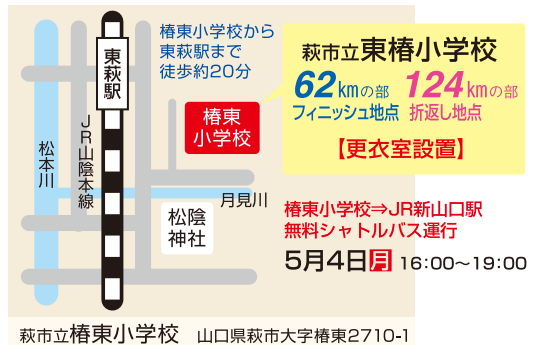 椿東小学校から
東萩駅まで
徒歩約20分
東萩駅
椿東
小学校
JR山陰本線
松本川
月見川
松陰
神社
萩市立東椿小学校
62kmの部 124kmの部
フィニッシュ地点 折返し地点
【更衣室設置】
椿東小学校⇒JR新山口駅
無料シャトルバス運行
5月4日月 16:00～19:00
萩市立椿東小学校 山口県萩市大字椿東2710-1